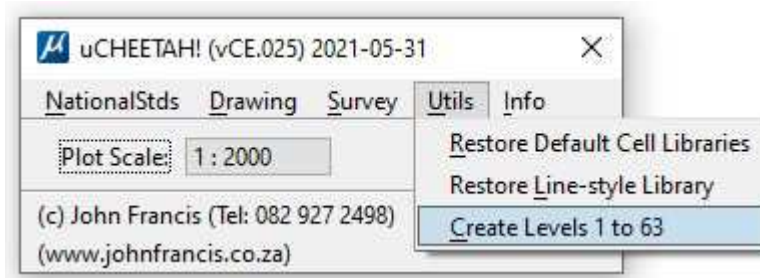 uCHEETAH! (vCE.025) 2021-05-31
NationalStds Drawing Survey Utils Info
Plot Scale: 1 : 2000
Restore Default Cell Libraries
Restore Line-style Library
Create Levels 1 to 63
(c) John Francis (Tel: 082 927 2498)
(www.johnfrancis.co.za)